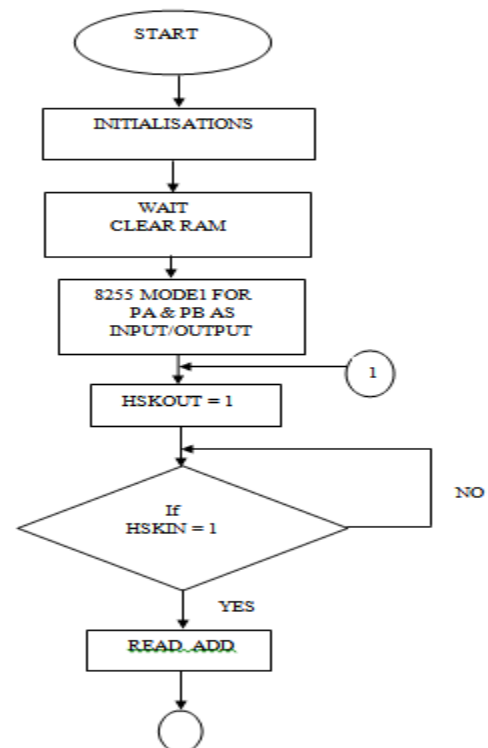 START
INITIALISATIONS
WAIT
CLEAR RAM
8255 MODE1 FOR
PA & PB AS
INPUT/OUTPUT
1
HSKOUT = 1
If
HSKIN = 1
NO
YES
READ ADD